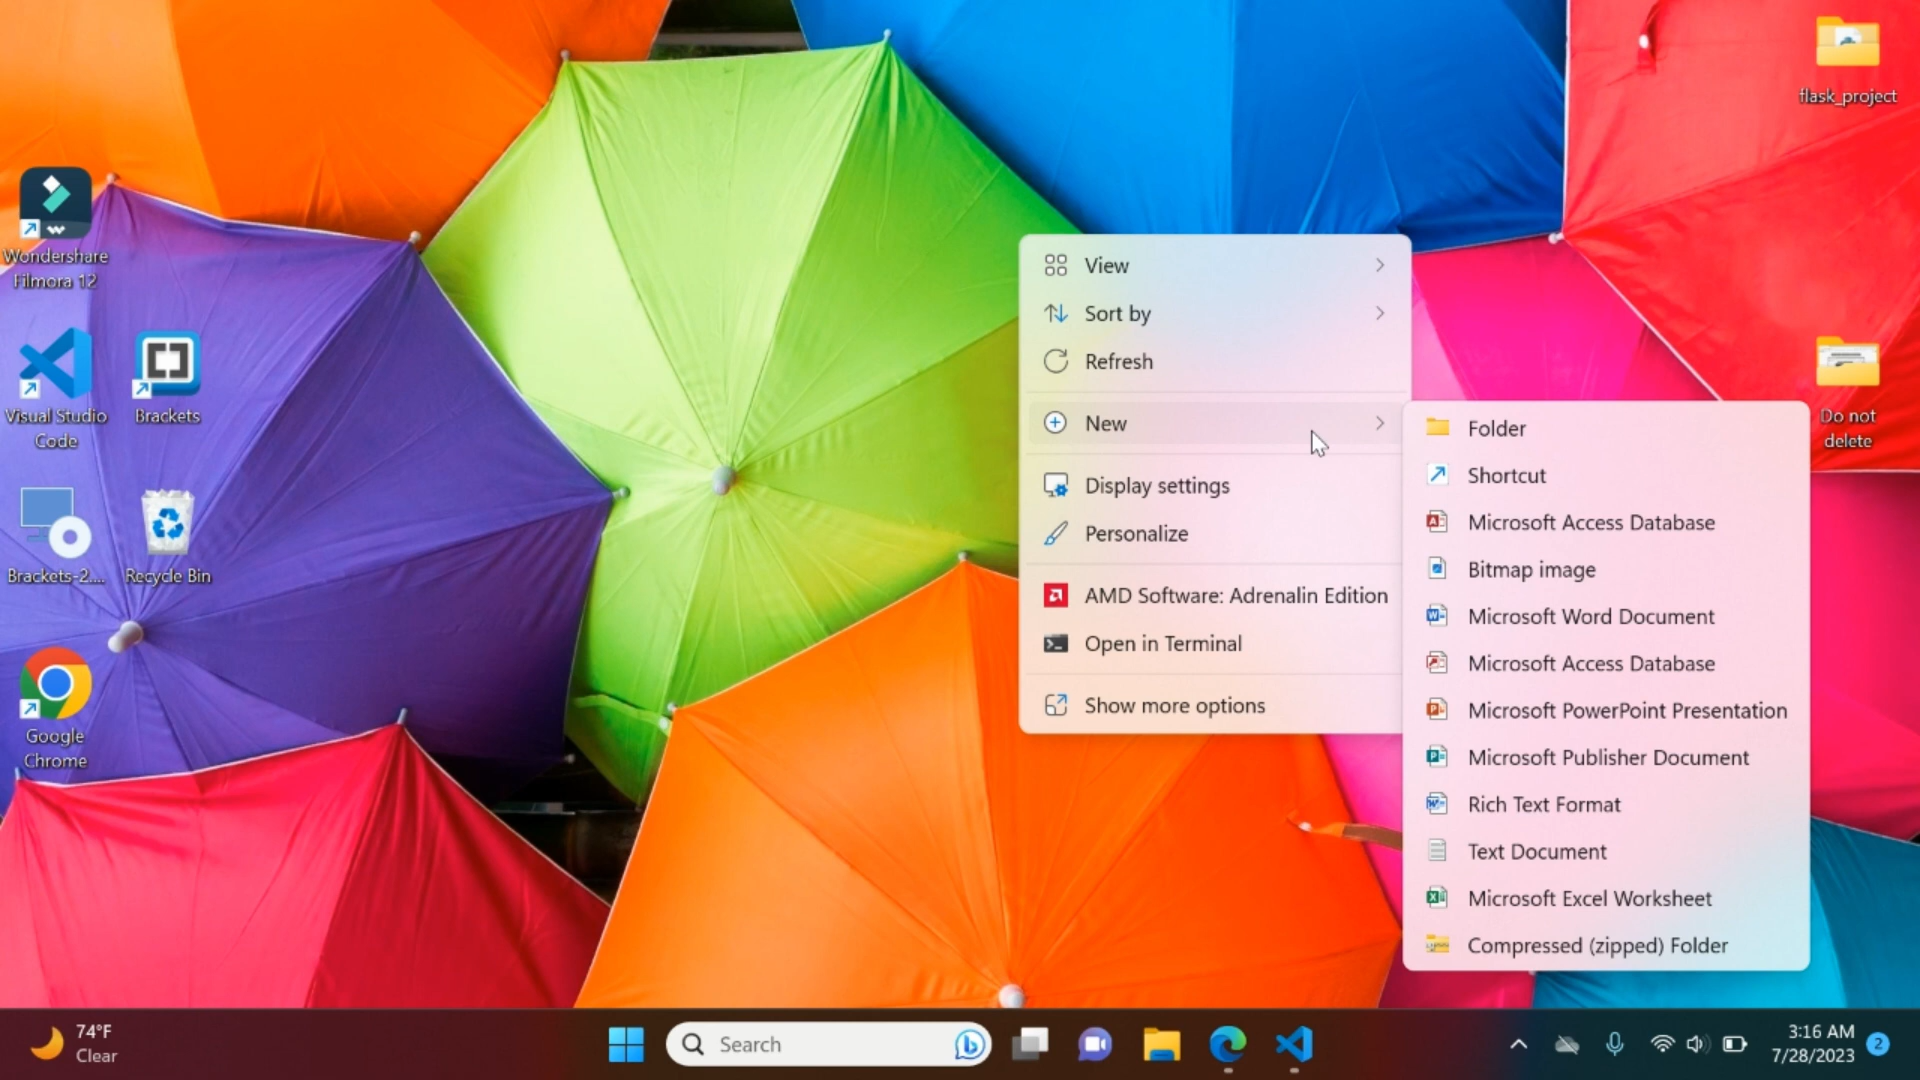 flask_project
Wondershare
Filmora 12
Visual Studio
Code
Brackets
Brackets-2....
Recycle Bin
Google
Chrome
View
Sort by
Refresh
New
Display settings
Personalize
AMD Software: Adrenalin Edition
Open in Terminal
Show more options
Folder
Shortcut
Microsoft Access Database
Bitmap image
Microsoft Word Document
Microsoft Access Database
Microsoft PowerPoint Presentation
Microsoft Publisher Document
Rich Text Format
Text Document
Microsoft Excel Worksheet
Compressed (zipped) Folder
Do not
delete
74°F
Clear
Search
3:16 AM
7/28/2023
2